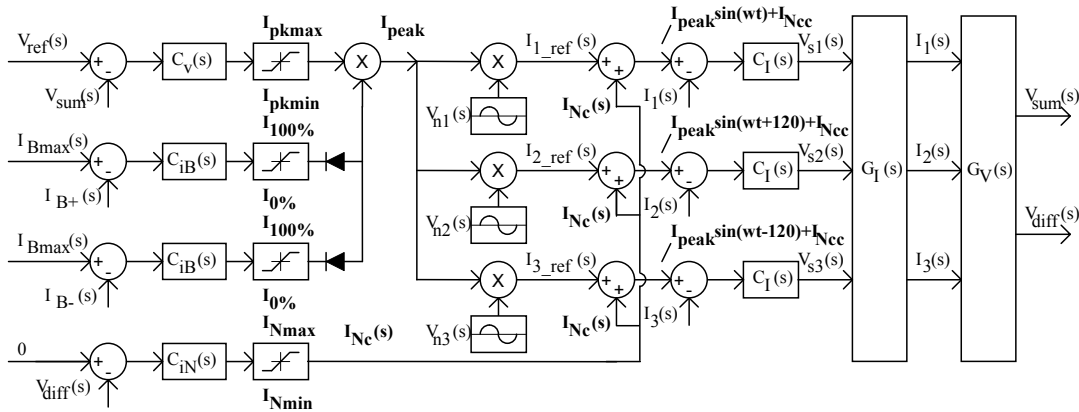 I_pkmax
V_ref(s)
+
-
V_sum(s)
C_v(s)
I_pkmin
I_peak
X
X
V_n1(s)
I_1_ref(s)
+
+
I_Nc(s)
I_peak sin(wt)+I_Ncc
+
-
I_1(s)
C_I(s)
V_s1(s)
I_1(s)
V_sum(s)
I_Bmax(s)
+
-
I_B+(s)
C_iB(s)
I_100%
I_0%
X
V_n2(s)
I_2_ref(s)
+
+
I_Nc(s)
I_peak sin(wt+120)+I_Ncc
+
-
I_2(s)
C_I(s)
V_s2(s)
G_I(s)
I_2(s)
G_V(s)
V_diff(s)
I_Bmax(s)
+
-
I_B-(s)
C_iB(s)
I_100%
I_0%
X
V_n3(s)
I_3_ref(s)
+
+
I_Nc(s)
I_peak sin(wt-120)+I_Ncc
+
-
I_3(s)
C_I(s)
V_s3(s)
I_3(s)
0
+
-
V_diff(s)
C_iN(s)
I_Nmax
I_Nmin
I_Nc(s)